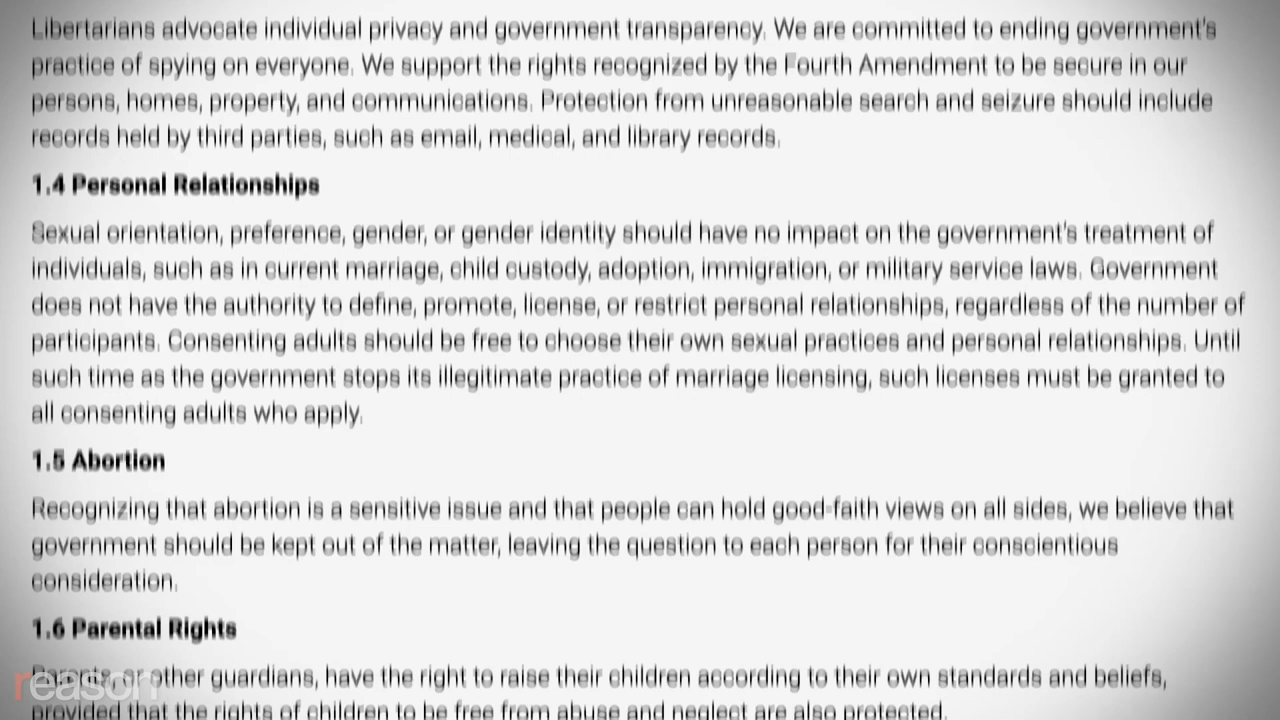 Libertarians advocate individual privacy and government transparency. We are committed to ending government's
practice of spying on everyone. We support the rights recognized by the Fourth Amendment to be secure in our
persons, homes, property, and communications. Protection from unreasonable search and seizure should include
records held by third parties, such as email, medical, and library records.
1.4 Personal Relationships
Sexual orientation, preference, gender, or gender identity should have no impact on the government's treatment of
individuals, such as in current marriage, child custody, adoption, immigration, or military service laws. Government
does not have the authority to define, promote, license, or restrict personal relationships, regardless of the number of
participants. Consenting adults should be free to choose their own sexual practices and personal relationships. Until
such time as the government stops its illegitimate practice of marriage licensing, such licenses must be granted to
all consenting adults who apply.
1.5 Abortion
Recognizing that abortion is a sensitive issue and that people can hold good-faith views on all sides, we believe that
government should be kept out of the matter, leaving the question to each person for their conscientious
consideration.
1.6 Parental Rights
Parents, or other guardians, have the right to raise their children according to their own standards and beliefs,
provided that the rights of children to be free from abuse and neglect are also protected.
reason